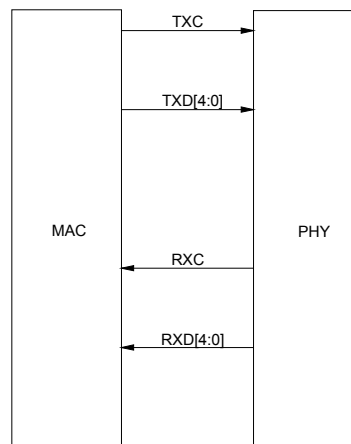 TXC
TXD[4:0]
MAC
PHY
RXC
RXD[4:0]